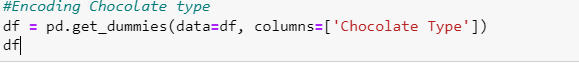 #Encoding Chocolate type
df = pd.get_dummies(data=df, columns=['Chocolate Type'])
df